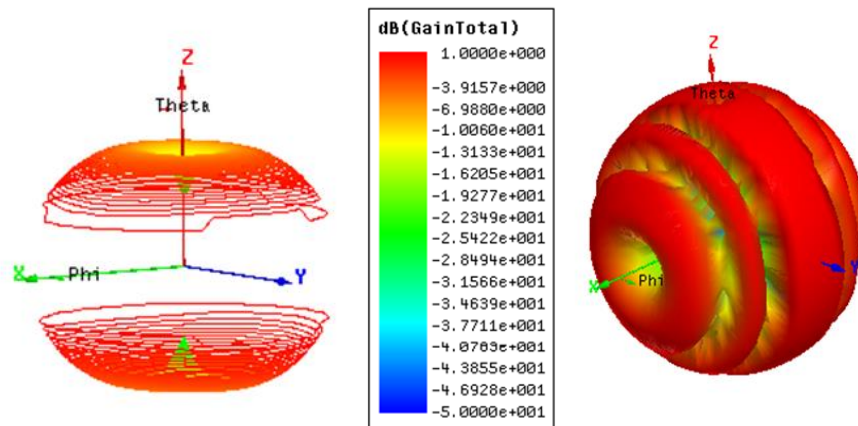 Z
Theta
X
Phi
Y
dB(GainTotal)
1.0000e+000
-3.9157e+000
-6.9880e+000
-1.0060e+001
-1.3133e+001
-1.6205e+001
-1.9277e+001
-2.2349e+001
-2.5422e+001
-2.8494e+001
-3.1566e+001
-3.4639e+001
-3.7711e+001
-4.0783e+001
-4.3855e+001
-4.6928e+001
-5.0000e+001
Z
Theta
X
Phi
Y